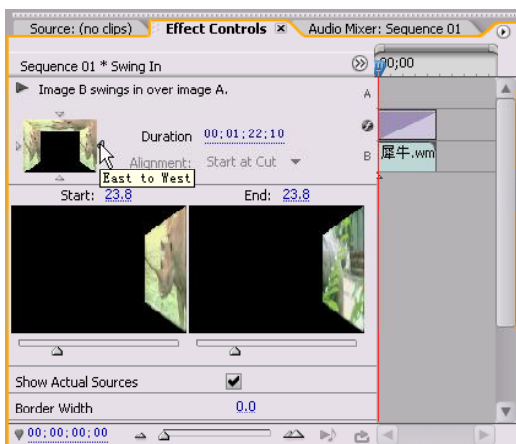 Source: (no clips) Effect Controls × Audio Mixer: Sequence 01
Sequence 01 * Swing In
00;00
Image B swings in over image A.
A
Duration 00;01;22;10
Alignment: Start at Cut
B
犀牛.wm
East to West
Start: 23.8 End: 23.8
Show Actual Sources
Border Width 0.0
00;00;00;00